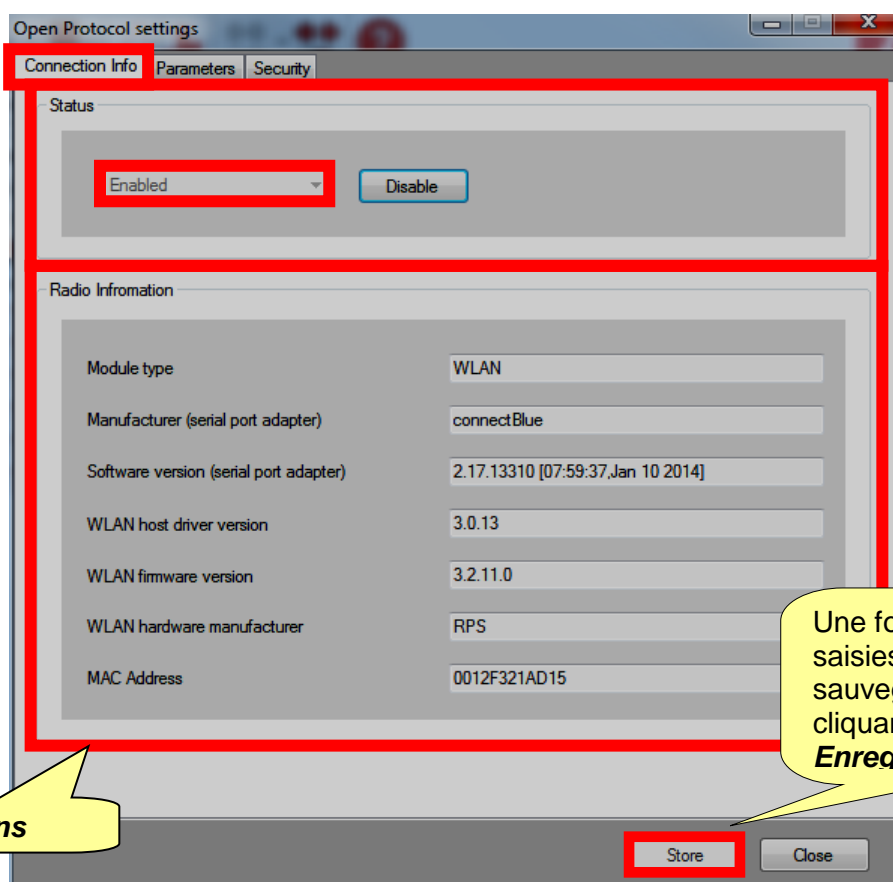 Open Protocol settings
Connection Info Parameters Security
Status
Enabled Disable
Radio Infromation
Module type WLAN
Manufacturer (serial port adapter) connectBlue
Software version (serial port adapter) 2.17.13310 [07:59:37,Jan 10 2014]
WLAN host driver version 3.0.13
WLAN firmware version 3.2.11.0
WLAN hardware manufacturer RPS
MAC Address 0012F321AD15
Une
saisies
Store Close